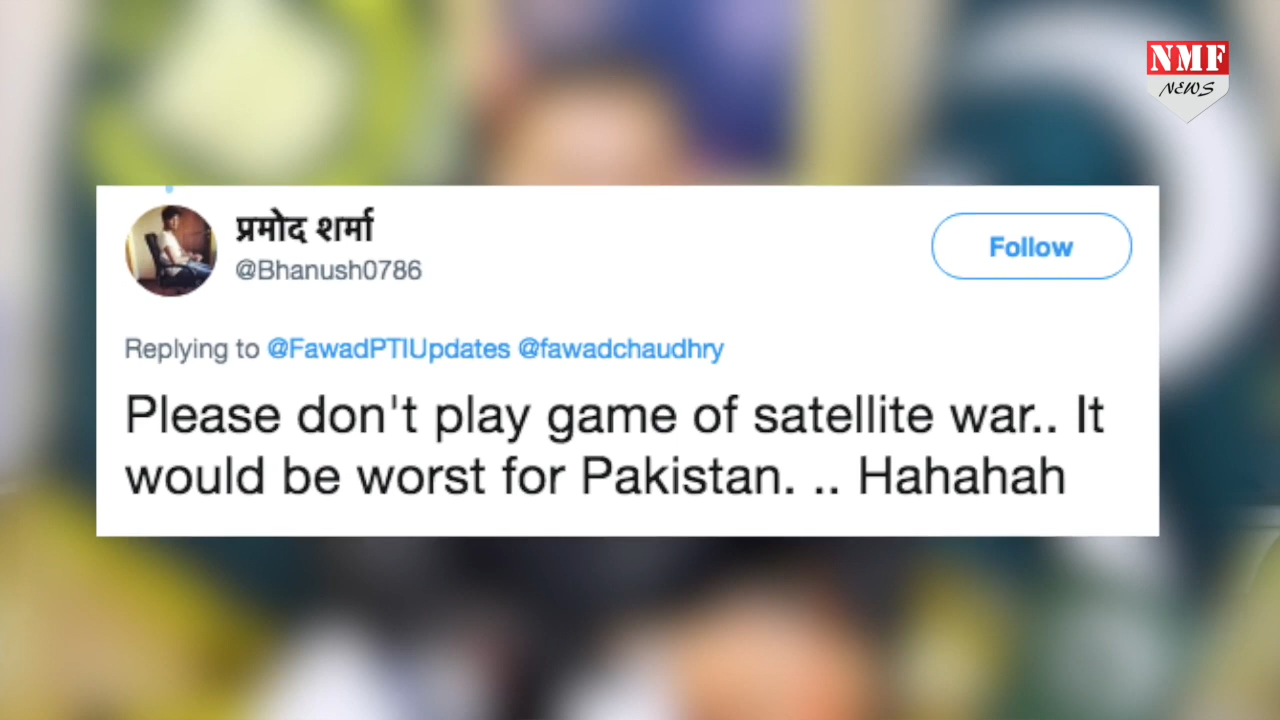 NMF
NEWS
प्रमोद शर्मा
@Bhanush0786
Follow
Replying to @FawadPTIUpdates @fawadchaudhry
Please don't play game of satellite war.. It
would be worst for Pakistan. .. Hahahah